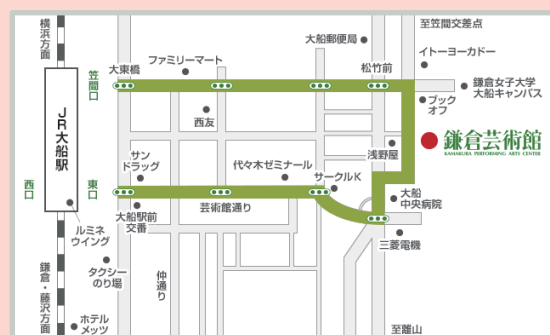 横浜方面
至笠間交差点
大船郵便局
イトーヨーカドー
ファミリーマート
大東橋
松竹前
笠間口
鎌倉女子大学
大船キャンパス
ブック
オフ
西友
JR大船駅
鎌倉芸術館
KAMAKURA PERFORMING ARTS CENTER
浅野屋
サン
ドラッグ
代々木ゼミナール
サークルK
西口
東口
大船
中央病院
芸術館通り
大船駅前
交番
ルミネ
ウイング
三菱電機
タクシー
のり場
仲通り
鎌倉・藤沢方面
ホテル
メッツ
至離山